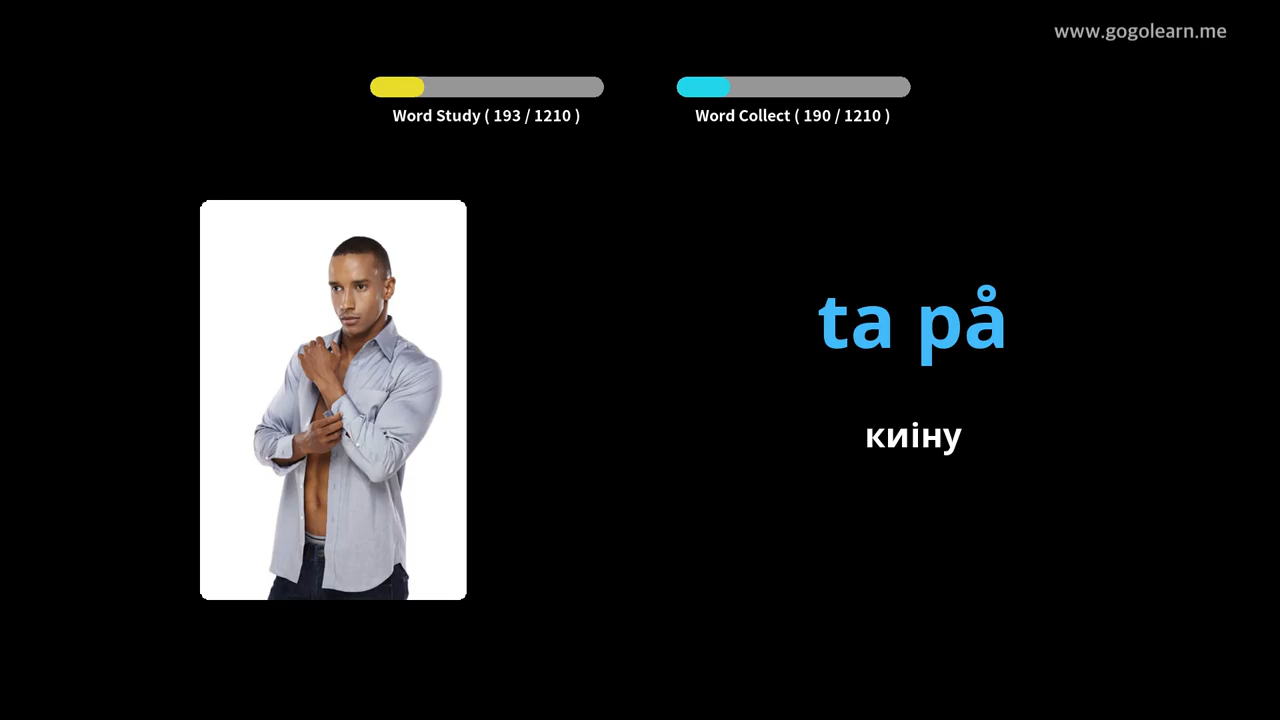 www.gogolearn.me
Word Study ( 193 / 1210 )
Word Collect ( 190 / 1210 )
ta på
киіну